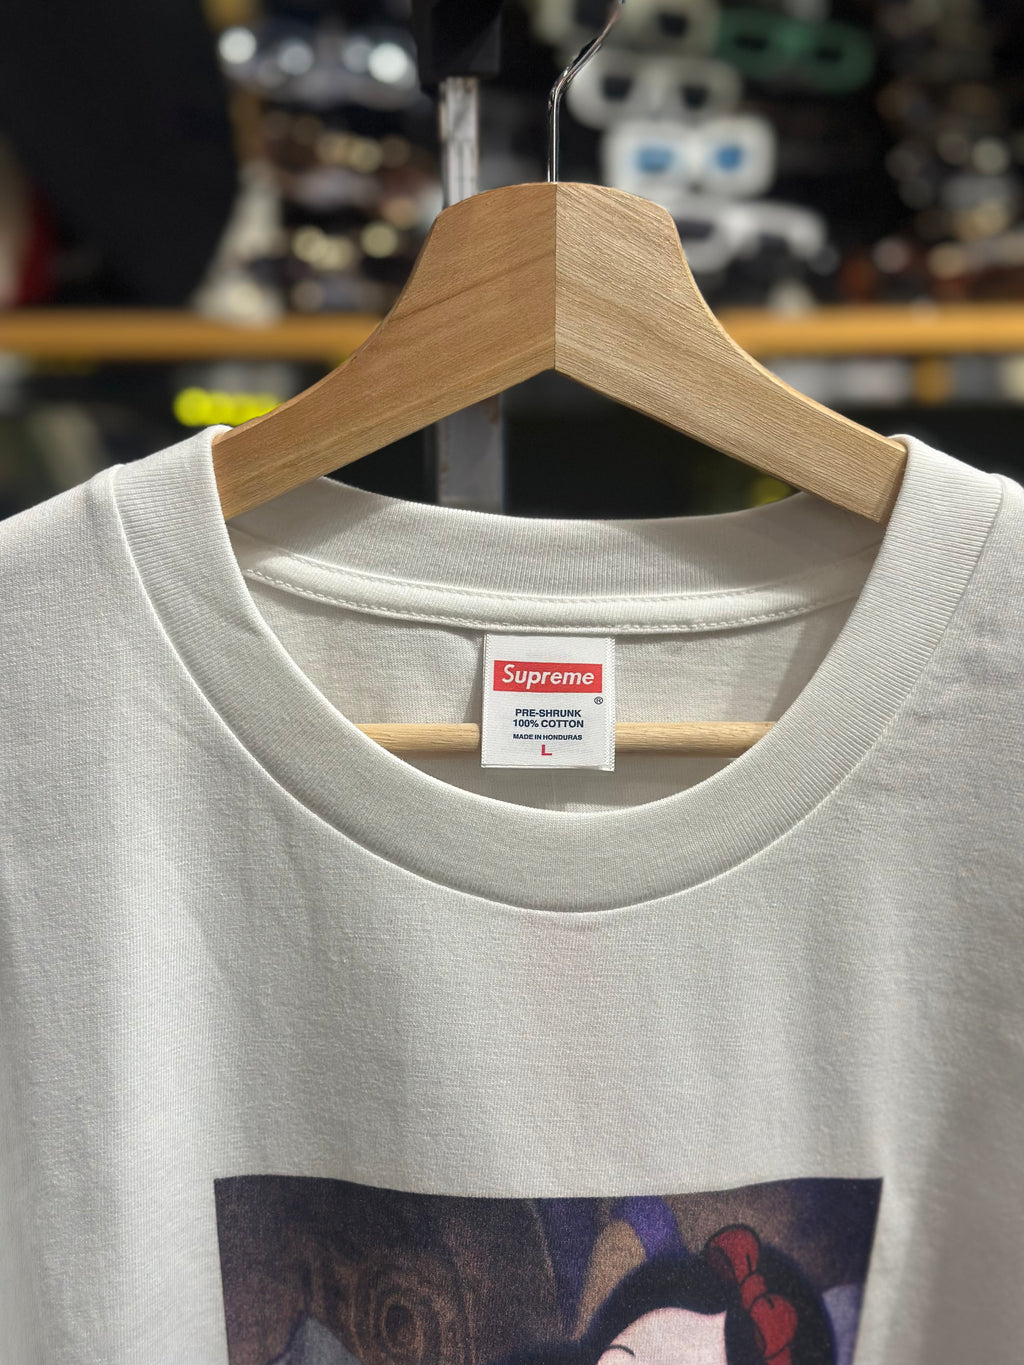 Supreme
®
PRE-SHRUNK
100% COTTON
MADE IN HONDURAS
L